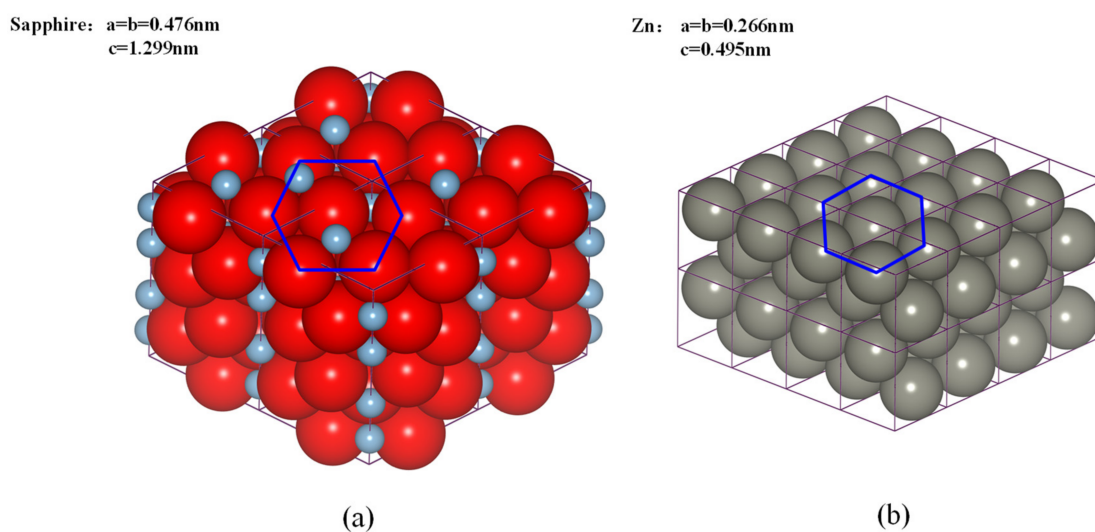 Sapphire: a=b=0.476nm
c=1.299nm
Zn: a=b=0.266nm
c=0.495nm
(a)
(b)